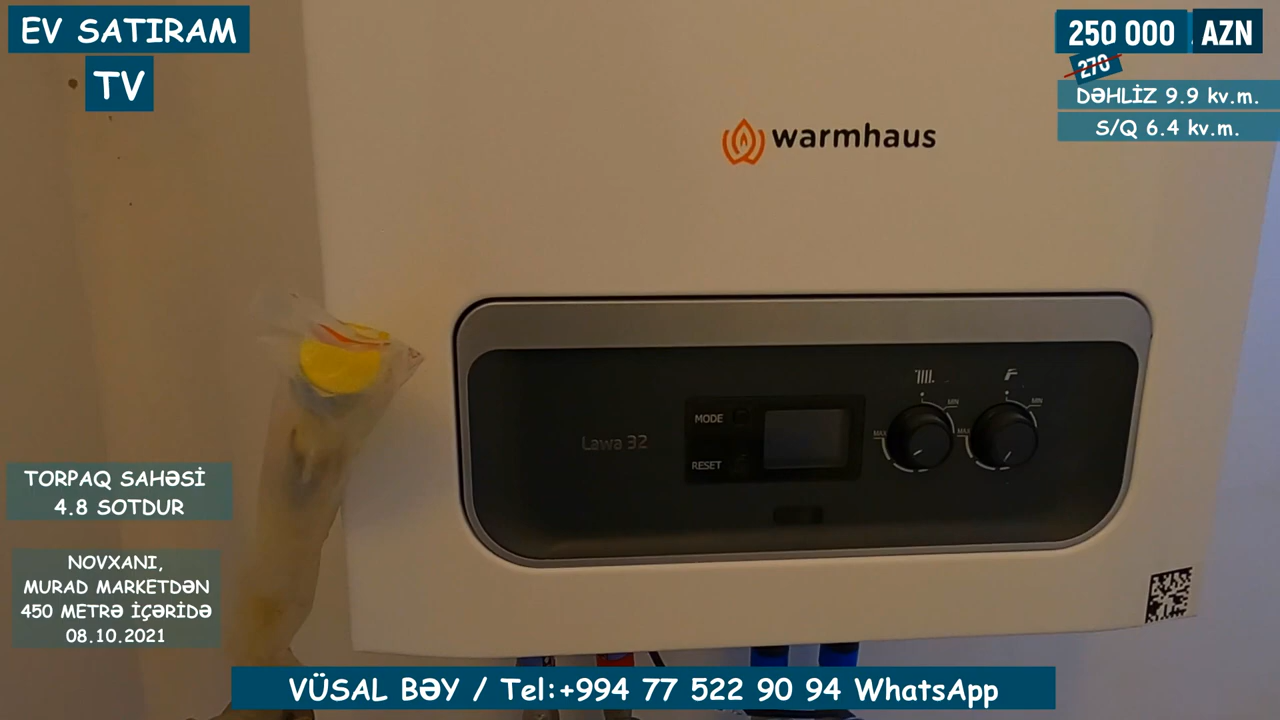 EV SATIRAM
TV
250 000 AZN
270
DƏHLİZ 9.9 kv.m.
S/Q 6.4 kv.m.
warmhaus
Lawa 32
MODE
RESET
MIN
MAX
MIN
MAX
TORPAQ SAHƏSİ
4.8 SOTDUR
NOVXANI,
MURAD MARKETDƏN
450 METRƏ İÇƏRİDƏ
08.10.2021
VÜSAL BƏY / Tel:+994 77 522 90 94 WhatsApp